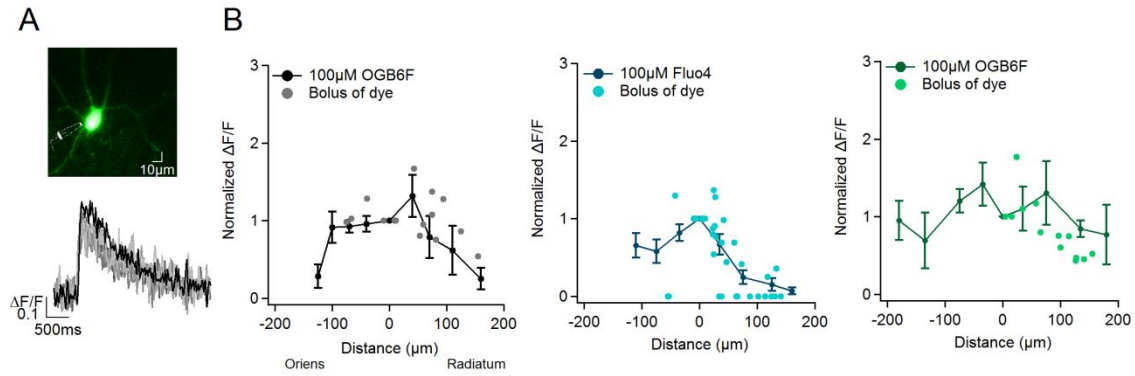 A
10µm
ΔF/F
0.1
500ms
B
100µM OGB6F
Bolus of dye
Normalized ΔF/F
3
2
1
0
-200 -100 0 100 200
Distance (µm)
Oriens Radiatum
100µM Fluo4
Bolus of dye
Normalized ΔF/F
3
2
1
0
-200 -100 0 100 200
Distance (µm)
100µM OGB6F
Bolus of dye
Normalized ΔF/F
3
2
1
0
-200 -100 0 100 200
Distance (µm)